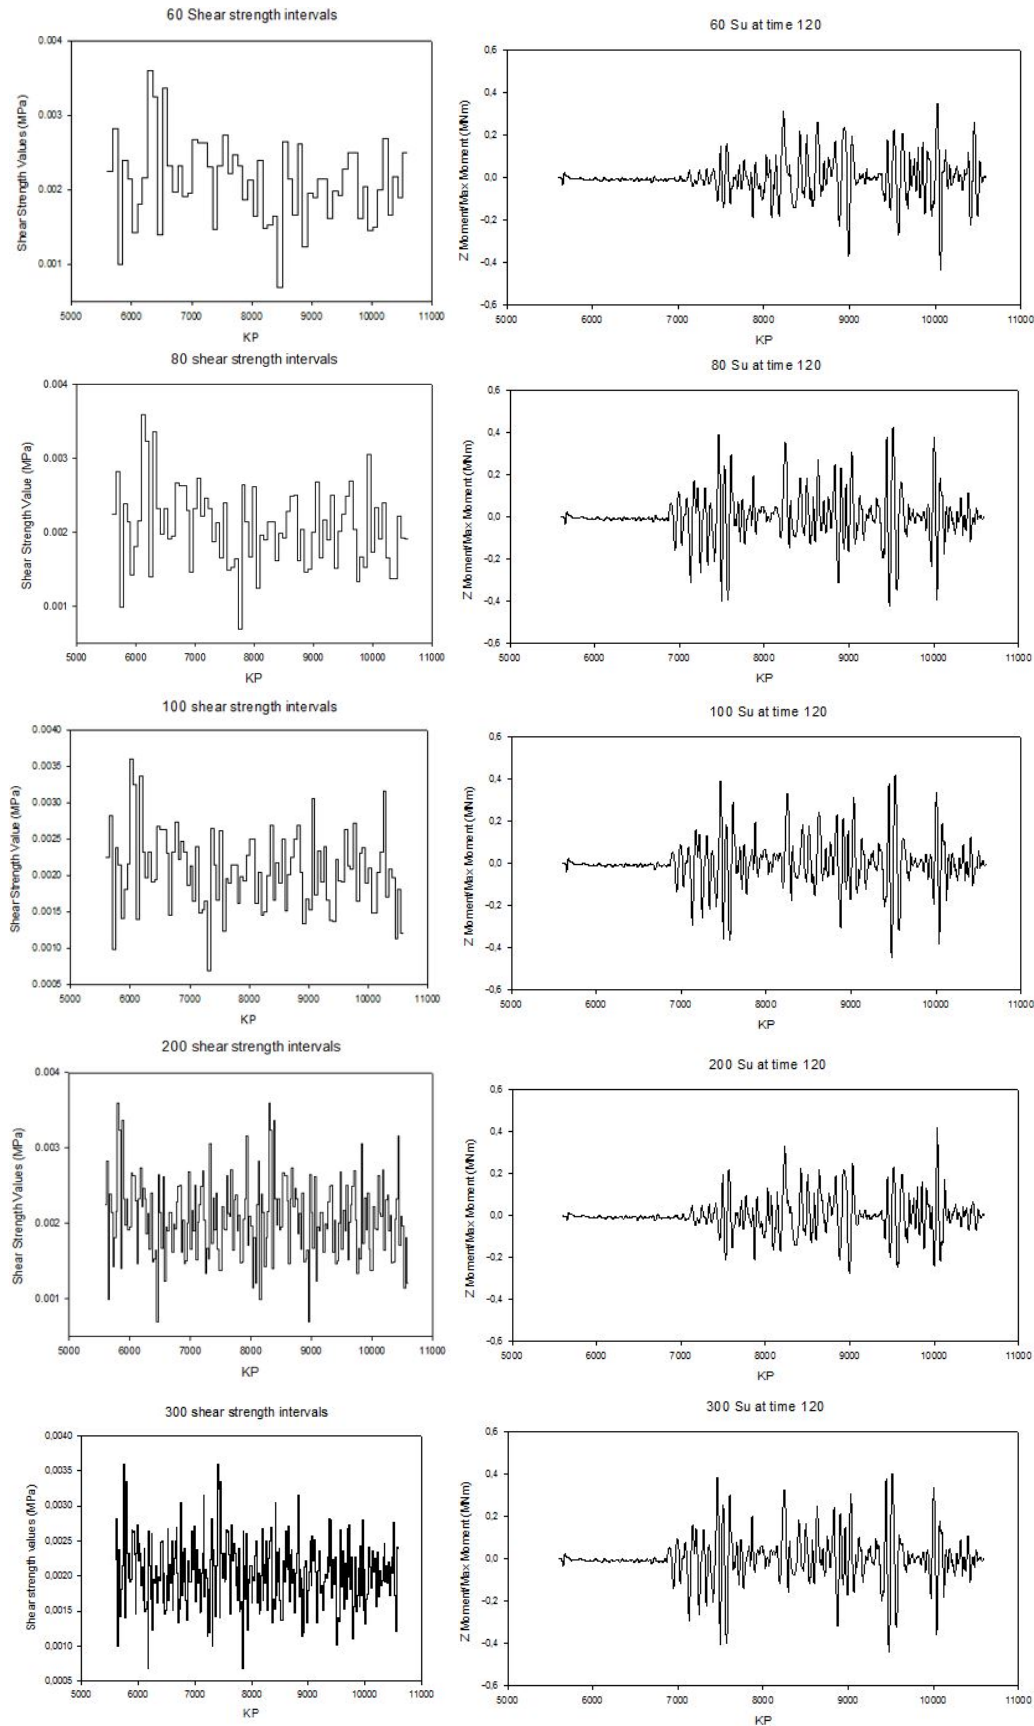 60 Shear strength intervals
0.004
0.003
0.002
0.001
Shear Strength Values (MPa)
5000 6000 7000 8000 9000 10000 11000
KP
60 Su at time 120
0,6
0,4
0,2
0,0
-0,2
-0,4
-0,6
Z Moment/Max Moment (MNm)
5000 6000 7000 8000 9000 10000 11000
KP
80 shear strength intervals
0.004
0.003
0.002
0.001
Shear Strength Value (MPa)
5000 6000 7000 8000 9000 10000 11000
KP
80 Su at time 120
0,6
0,4
0,2
0,0
-0,2
-0,4
-0,6
Z Moment/Max Moment (MNm)
5000 6000 7000 8000 9000 10000 11000
KP
100 shear strength intervals
0.0040
0.0035
0.0030
0.0025
0.0020
0.0015
0.0010
0.0005
Shear Strength Value (MPa)
5000 6000 7000 8000 9000 10000 11000
KP
100 Su at time 120
0,6
0,4
0,2
0,0
-0,2
-0,4
-0,6
Z Moment/Max Moment (MNm)
5000 6000 7000 8000 9000 10000 11000
KP
200 shear strength intervals
0.004
0.003
0.002
0.001
Shear Strength Values (MPa)
5000 6000 7000 8000 9000 10000 11000
KP
200 Su at time 120
0,6
0,4
0,2
0,0
-0,2
-0,4
-0,6
Z Moment/Max Moment (MNm)
5000 6000 7000 8000 9000 10000 11000
KP
300 shear strength intervals
0,0040
0,0035
0,0030
0,0025
0,0020
0,0015
0,0010
0,0005
Shear strength values (MPa)
5000 6000 7000 8000 9000 10000 11000
KP
300 Su at time 120
0,6
0,4
0,2
0,0
-0,2
-0,4
-0,6
Z Moment/Max Moment (MNm)
5000 6000 7000 8000 9000 10000 11000
KP